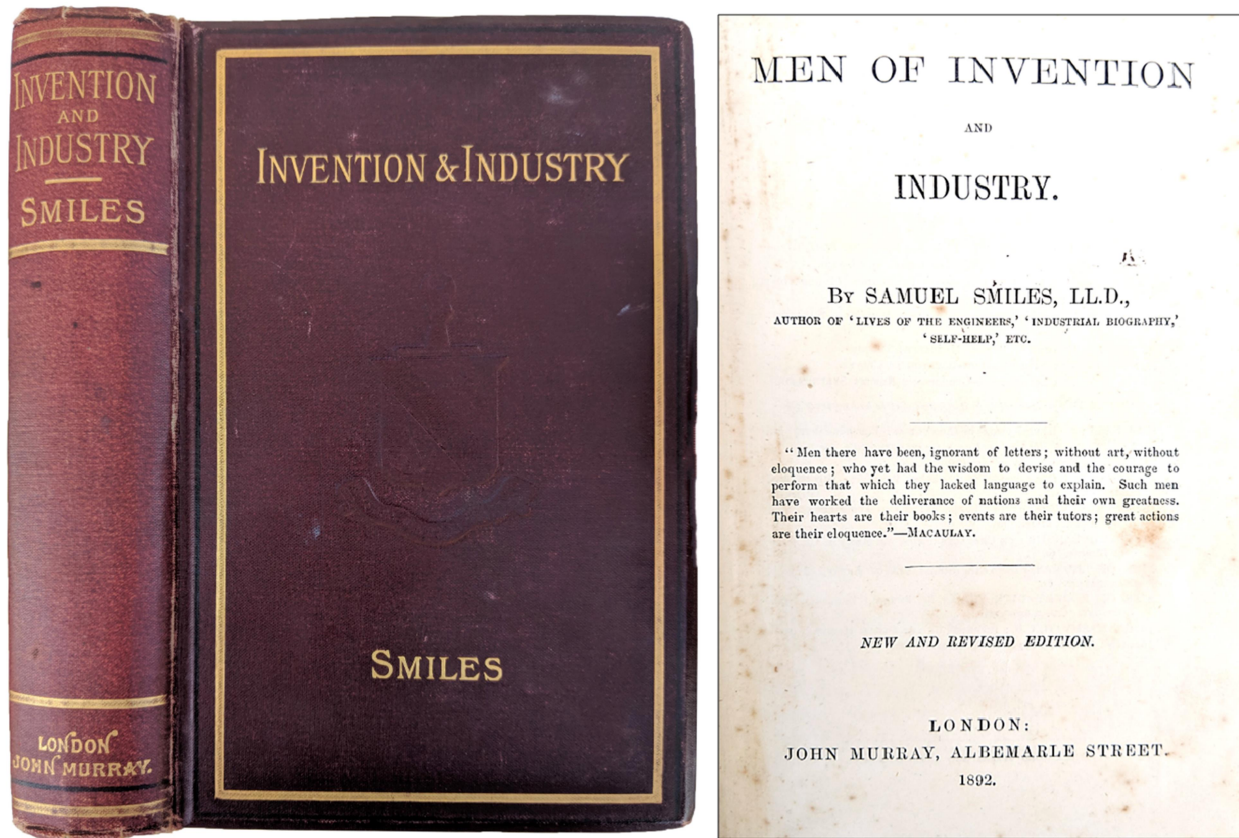 INVENTION
AND
INDUSTRY
SMILES
LONDON
JOHN MURRAY.
INVENTION & INDUSTRY
SMILES
MEN OF INVENTION
AND
INDUSTRY.
BY SAMUEL SMILES, LL.D.,
AUTHOR OF ‘LIVES OF THE ENGINEERS,’ ‘INDUSTRIAL BIOGRAPHY,’
‘SELF-HELP,’ ETC.
“Men there have been, ignorant of letters; without art, without
eloquence; who yet had the wisdom to devise and the courage to
perform that which they lacked language to explain. Such men
have worked the deliverance of nations and their own greatness.
Their hearts are their books; events are their tutors; great actions
are their eloquence.”—MACAULAY.
NEW AND REVISED EDITION.
LONDON:
JOHN MURRAY, ALBEMARLE STREET.
1892.